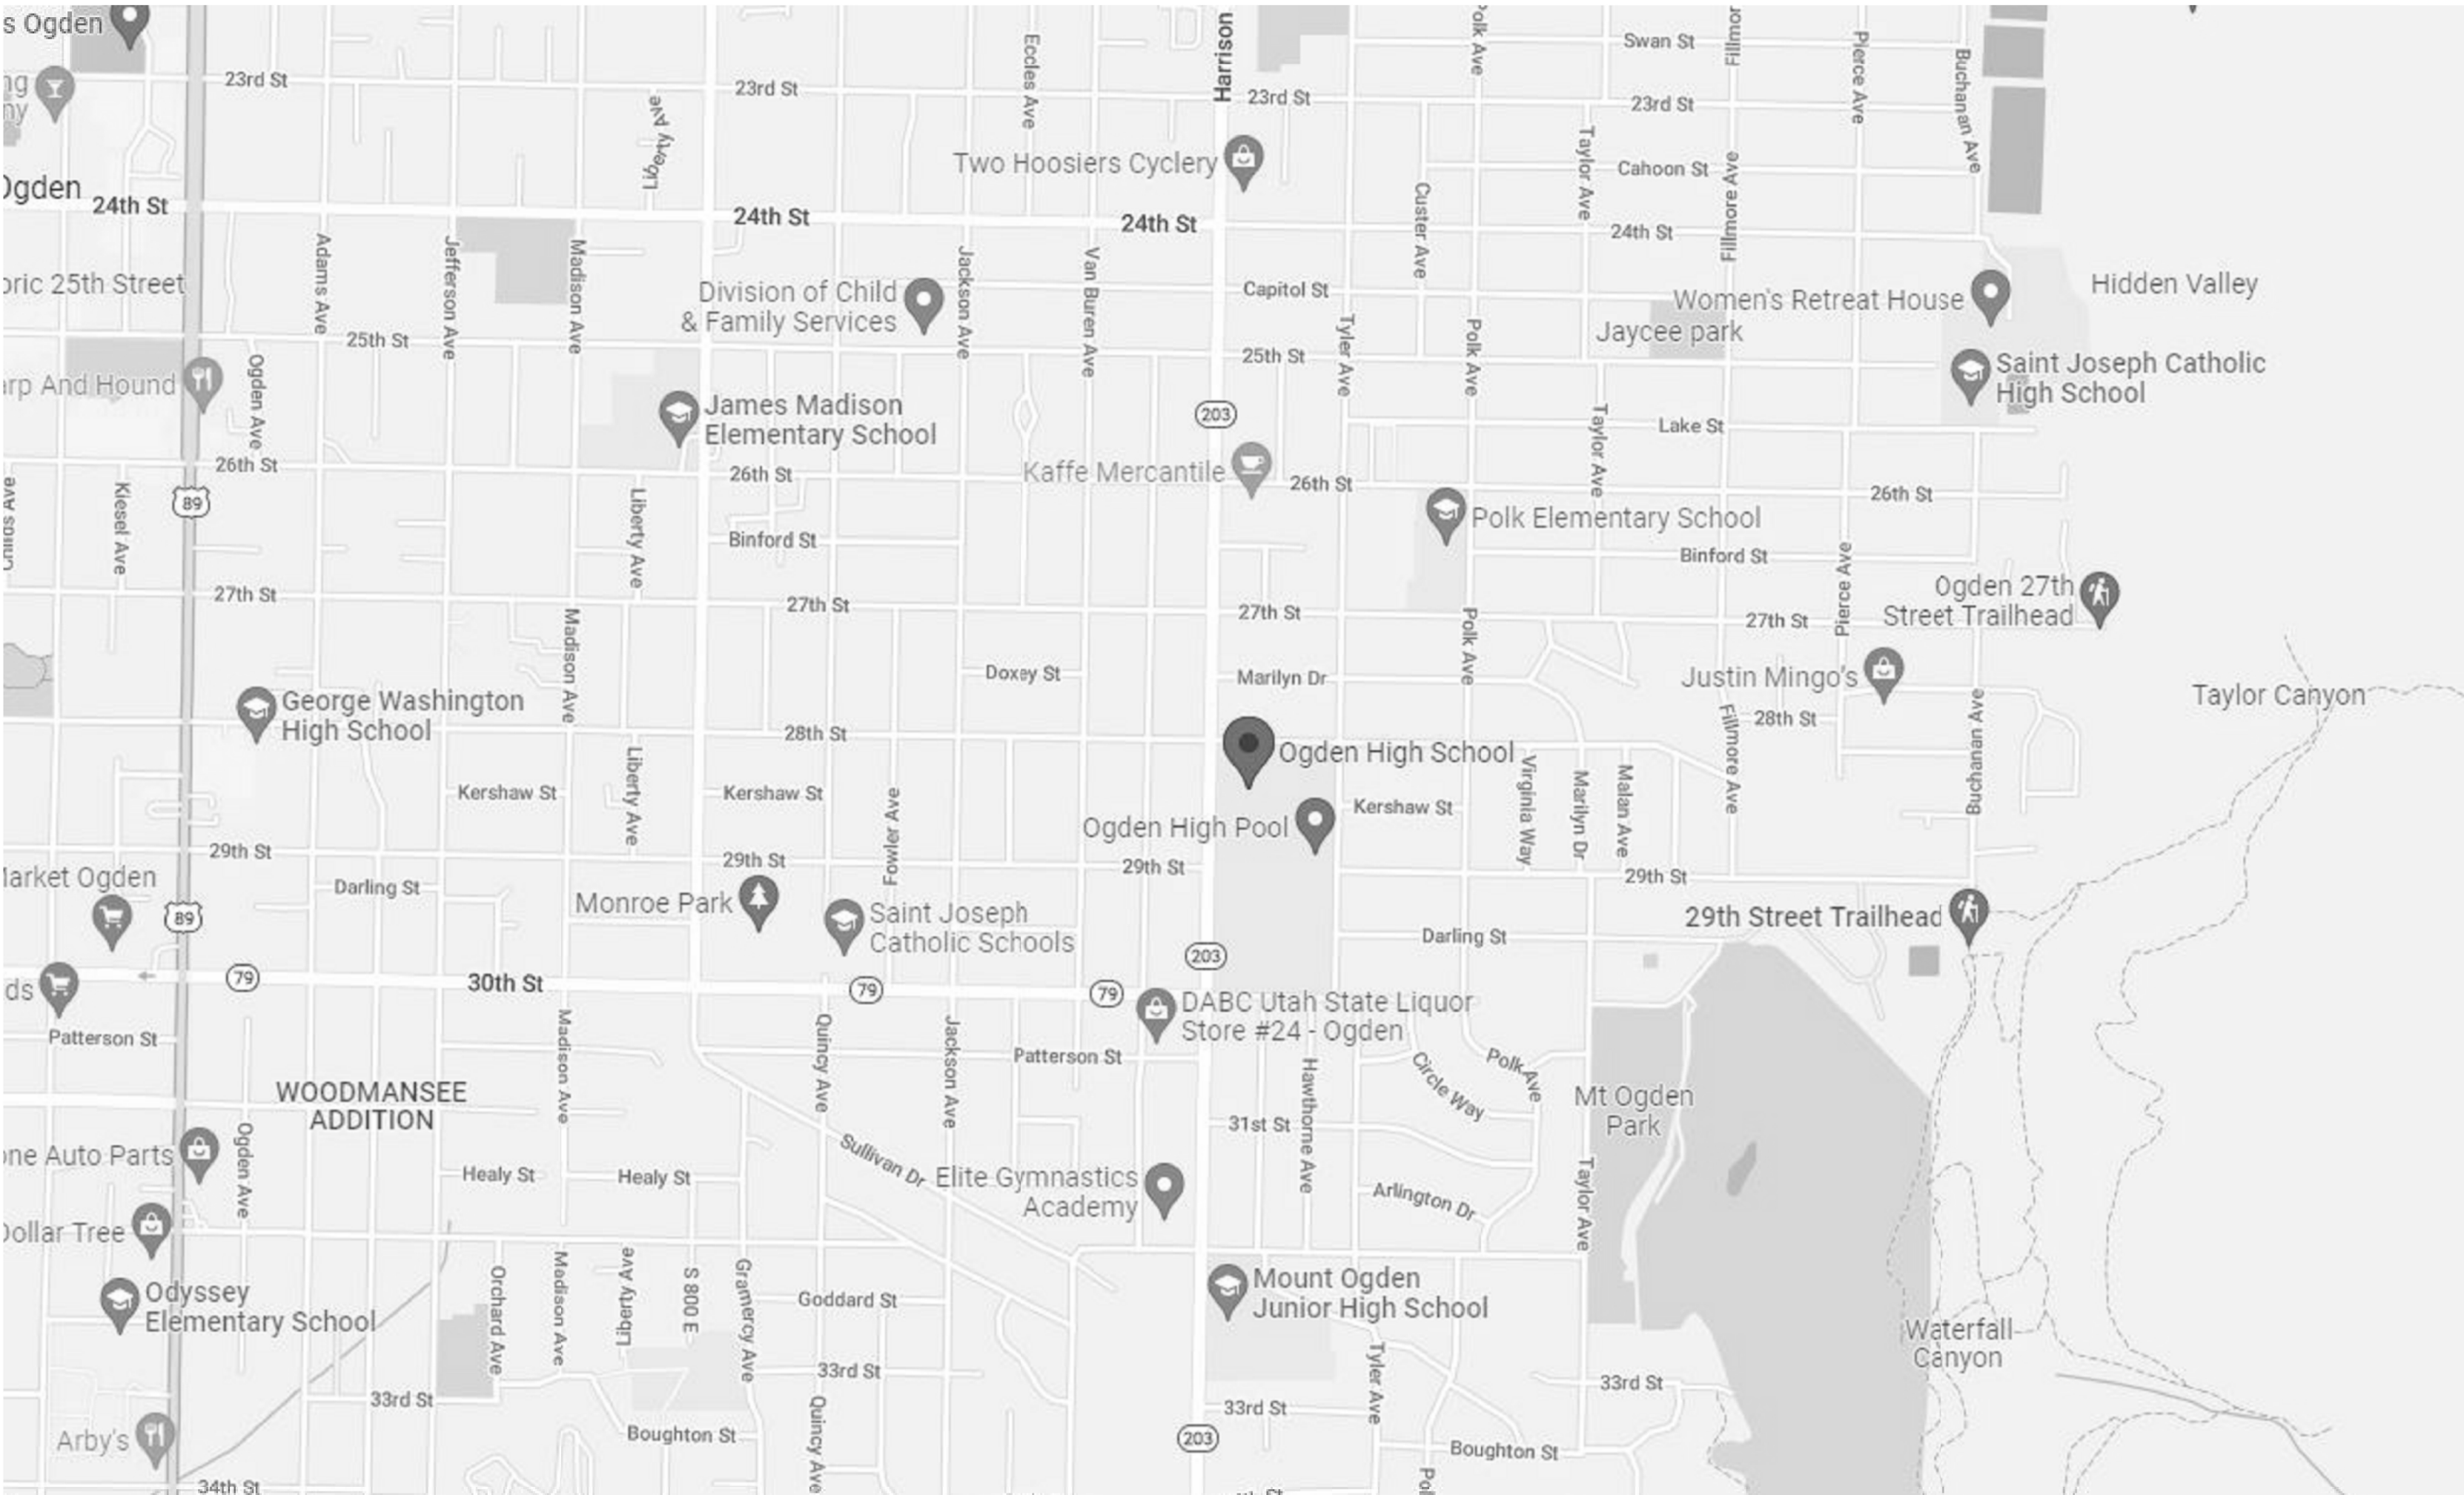 s Ogden
Harrison
Polk Ave
Swan St
Pierce Ave
Buchanan Ave
Eccles Ave
23rd St
23rd St
23rd St
23rd St
Liberty Ave
Two Hoosiers Cyclery
Taylor Ave
Cahoon St
Fillmore Ave
Custer Ave
Ogden
24th St
24th St
24th St
24th St
Adams Ave
Jefferson Ave
Madison Ave
Jackson Ave
Van Buren Ave
oric 25th Street
Division of Child
& Family Services
Capitol St
Women's Retreat House
Hidden Valley
Jaycee park
Tyler Ave
Polk Ave
25th St
25th St
Ogden Ave
arp And Hound
Saint Joseph Catholic
High School
James Madison
Elementary School
203
Taylor Ave
Lake St
26th St
26th St
Kaffe Mercantile
26th St
26th St
89
Kiesel Ave
Liberty Ave
Polk Elementary School
Binford St
Binford St
Pierce Ave
Ogden 27th
Street Trailhead
27th St
27th St
27th St
27th St
Madison Ave
Polk Ave
Doxey St
Marilyn Dr
Justin Mingo's
Taylor Canyon
George Washington
High School
28th St
28th St
Ogden High School
Fillmore Ave
Buchanan Ave
Liberty Ave
Kershaw St
Kershaw St
Fowler Ave
Kershaw St
Virginia Way
Marilyn Dr
Malan Ave
Ogden High Pool
29th St
29th St
29th St
29th St
Market Ogden
Darling St
Monroe Park
Saint Joseph
Catholic Schools
89
29th Street Trailhead
Darling St
203
79
30th St
79
79
ds
DABC Utah State Liquor
Store #24 - Ogden
Patterson St
Patterson St
Madison Ave
Quincy Ave
Jackson Ave
Hawthorne Ave
Circle Way
Polk Ave
WOODMANSEE
ADDITION
Mt Ogden
Park
31st St
one Auto Parts
Ogden Ave
Healy St
Healy St
Sullivan Dr
Elite Gymnastics
Academy
Arlington Dr
Taylor Ave
Dollar Tree
Orchard Ave
Madison Ave
Liberty Ave
S 800 E
Gramercy Ave
Odyssey
Elementary School
Goddard St
Mount Ogden
Junior High School
Waterfall
Canyon
Tyler Ave
33rd St
33rd St
33rd St
33rd St
Quincy Ave
Arby's
Boughton St
203
Boughton St
34th St